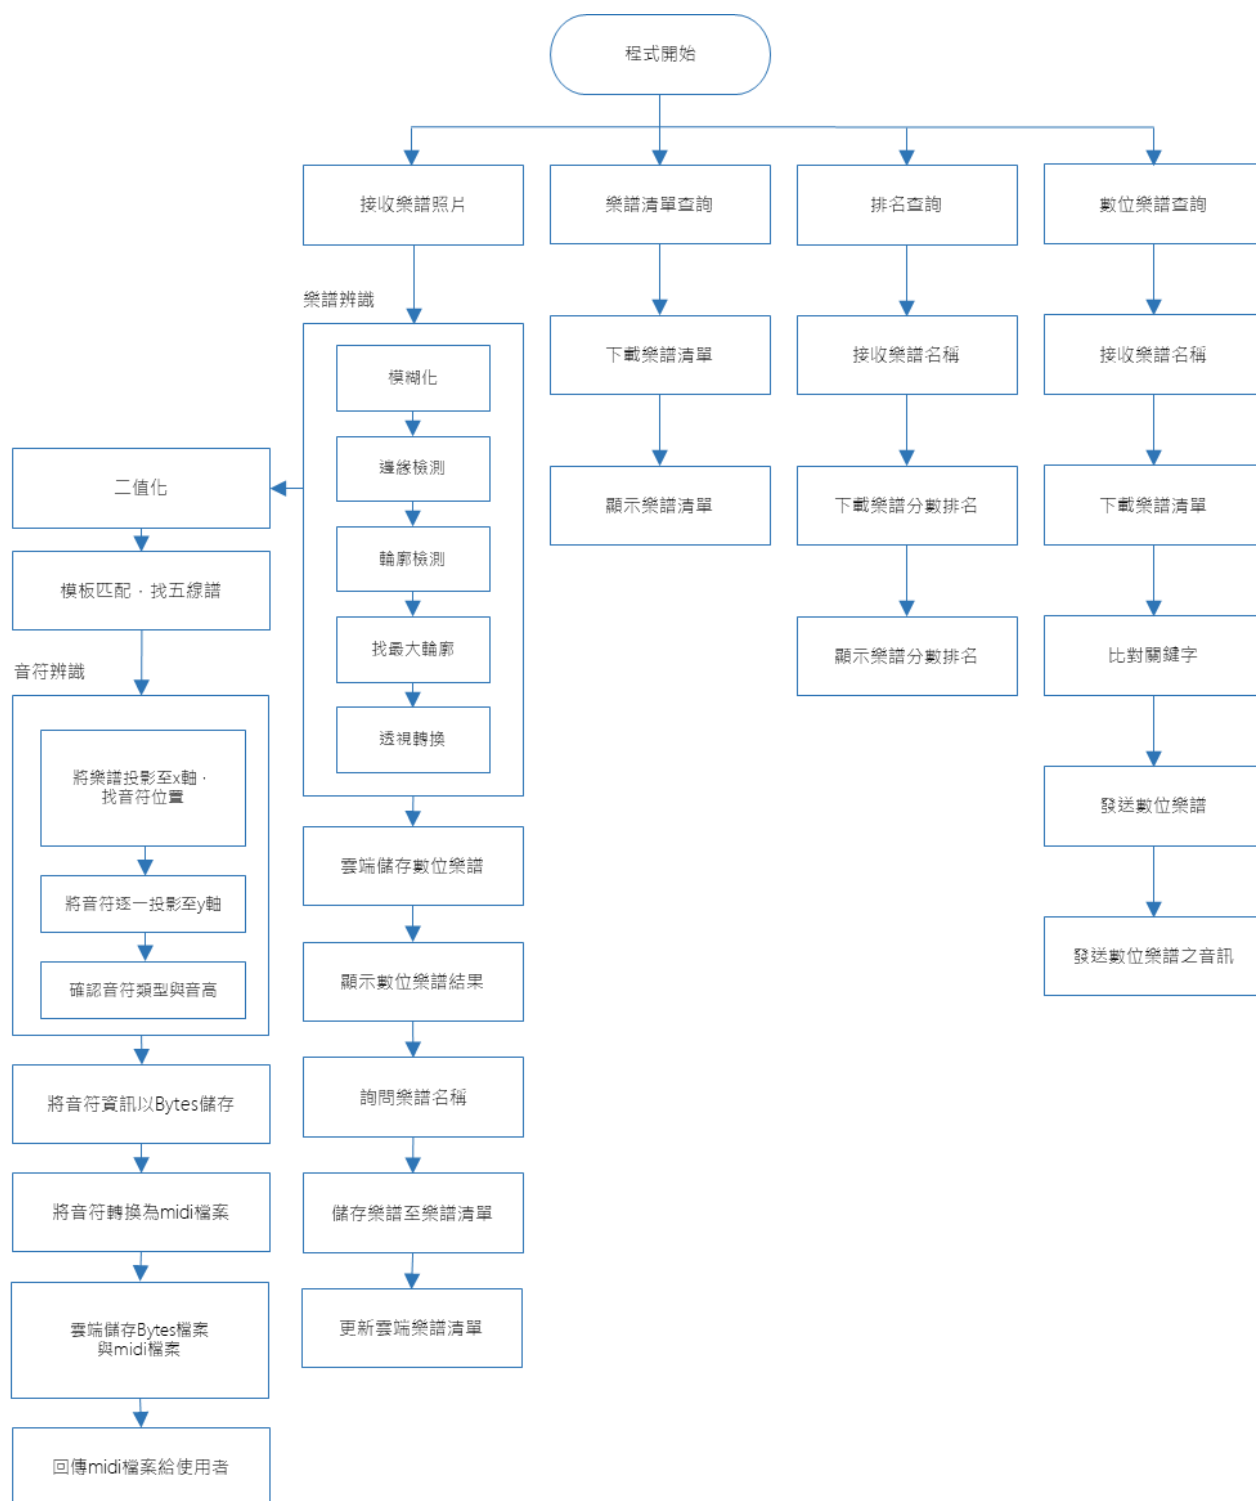 程式開始
接收樂譜照片
樂譜清單查詢
排名查詢
數位樂譜查詢
樂譜辨識
下載樂譜清單
接收樂譜名稱
接收樂譜名稱
模糊化
邊緣檢測
輪廓檢測
找最大輪廓
透視轉換
二值化
模板匹配，找五線譜
音符辨識
將樂譜投影至x軸，
找音符位置
將音符逐一投影至y軸
確認音符類型與音高
將音符資訊以Bytes儲存
將音符轉換為midi檔案
雲端儲存Bytes檔案
與midi檔案
回傳midi檔案給使用者
雲端儲存數位樂譜
顯示數位樂譜結果
詢問樂譜名稱
儲存樂譜至樂譜清單
更新雲端樂譜清單
顯示樂譜清單
下載樂譜分數排名
顯示樂譜分數排名
下載樂譜清單
比對關鍵字
發送數位樂譜
發送數位樂譜之音訊